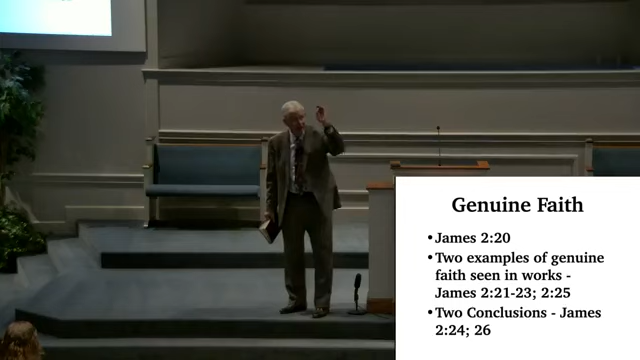 Genuine Faith
•James 2:20
•Two examples of genuine
faith seen in works -
James 2:21-23; 2:25
•Two Conclusions - James
2:24; 26